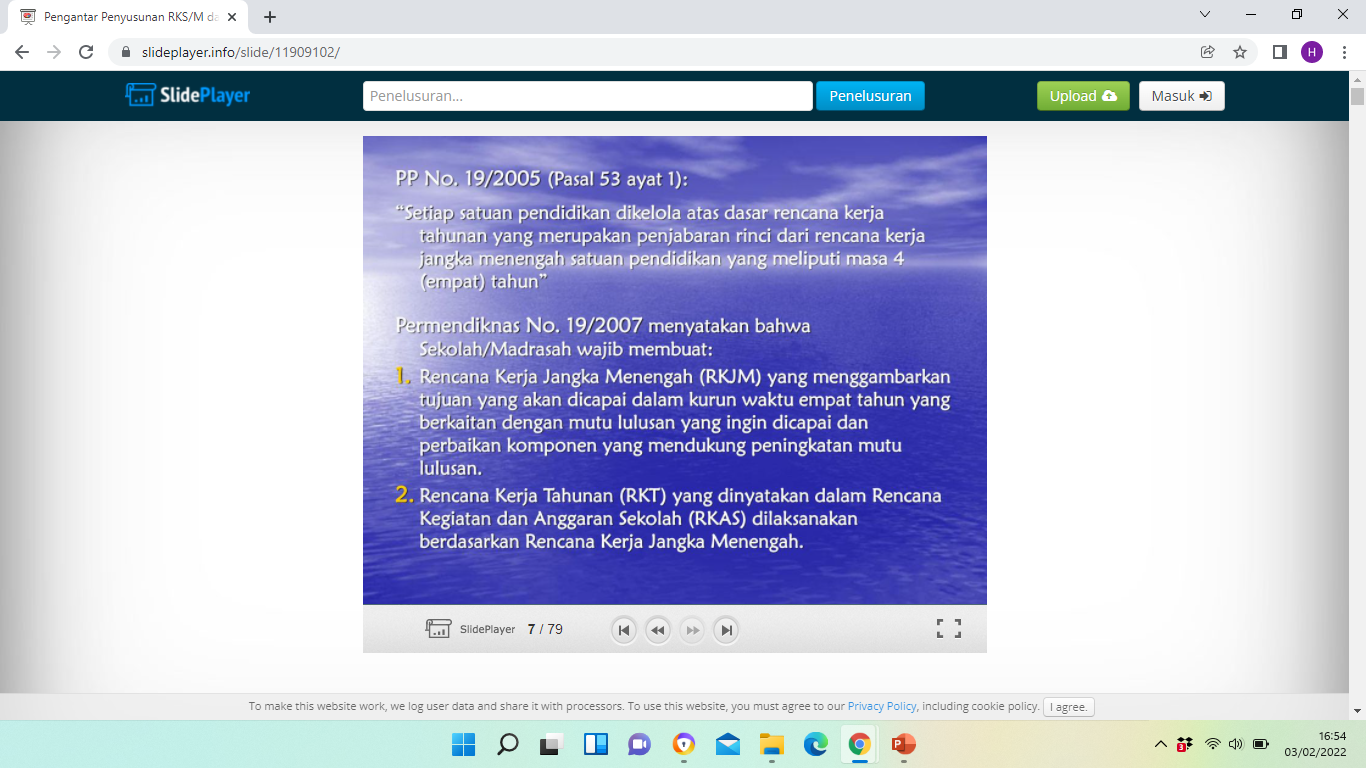 Pengantar Penyusunan RKS/M da
slideplayer.info/slide/11909102/
H
SlidePlayer
Penelusuran...
Penelusuran
Upload
Masuk
PP No. 19/2005 (Pasal 53 ayat 1):
“Setiap satuan pendidikan dikelola atas dasar rencana kerja
tahunan yang merupakan penjabaran rinci dari rencana kerja
jangka menengah satuan pendidikan yang meliputi masa 4
(empat) tahun”
Permendiknas No. 19/2007 menyatakan bahwa
Sekolah/Madrasah wajib membuat:
1. Rencana Kerja Jangka Menengah (RKJM) yang menggambarkan
tujuan yang akan dicapai dalam kurun waktu empat tahun yang
berkaitan dengan mutu lulusan yang ingin dicapai dan
perbaikan komponen yang mendukung peningkatan mutu
lulusan.
2. Rencana Kerja Tahunan (RKT) yang dinyatakan dalam Rencana
Kegiatan dan Anggaran Sekolah (RKAS) dilaksanakan
berdasarkan Rencana Kerja Jangka Menengah.
SlidePlayer 7 / 79
To make this website work, we log user data and share it with processors. To use this website, you must agree to our Privacy Policy, including cookie policy. I agree.
3
16:54
03/02/2022